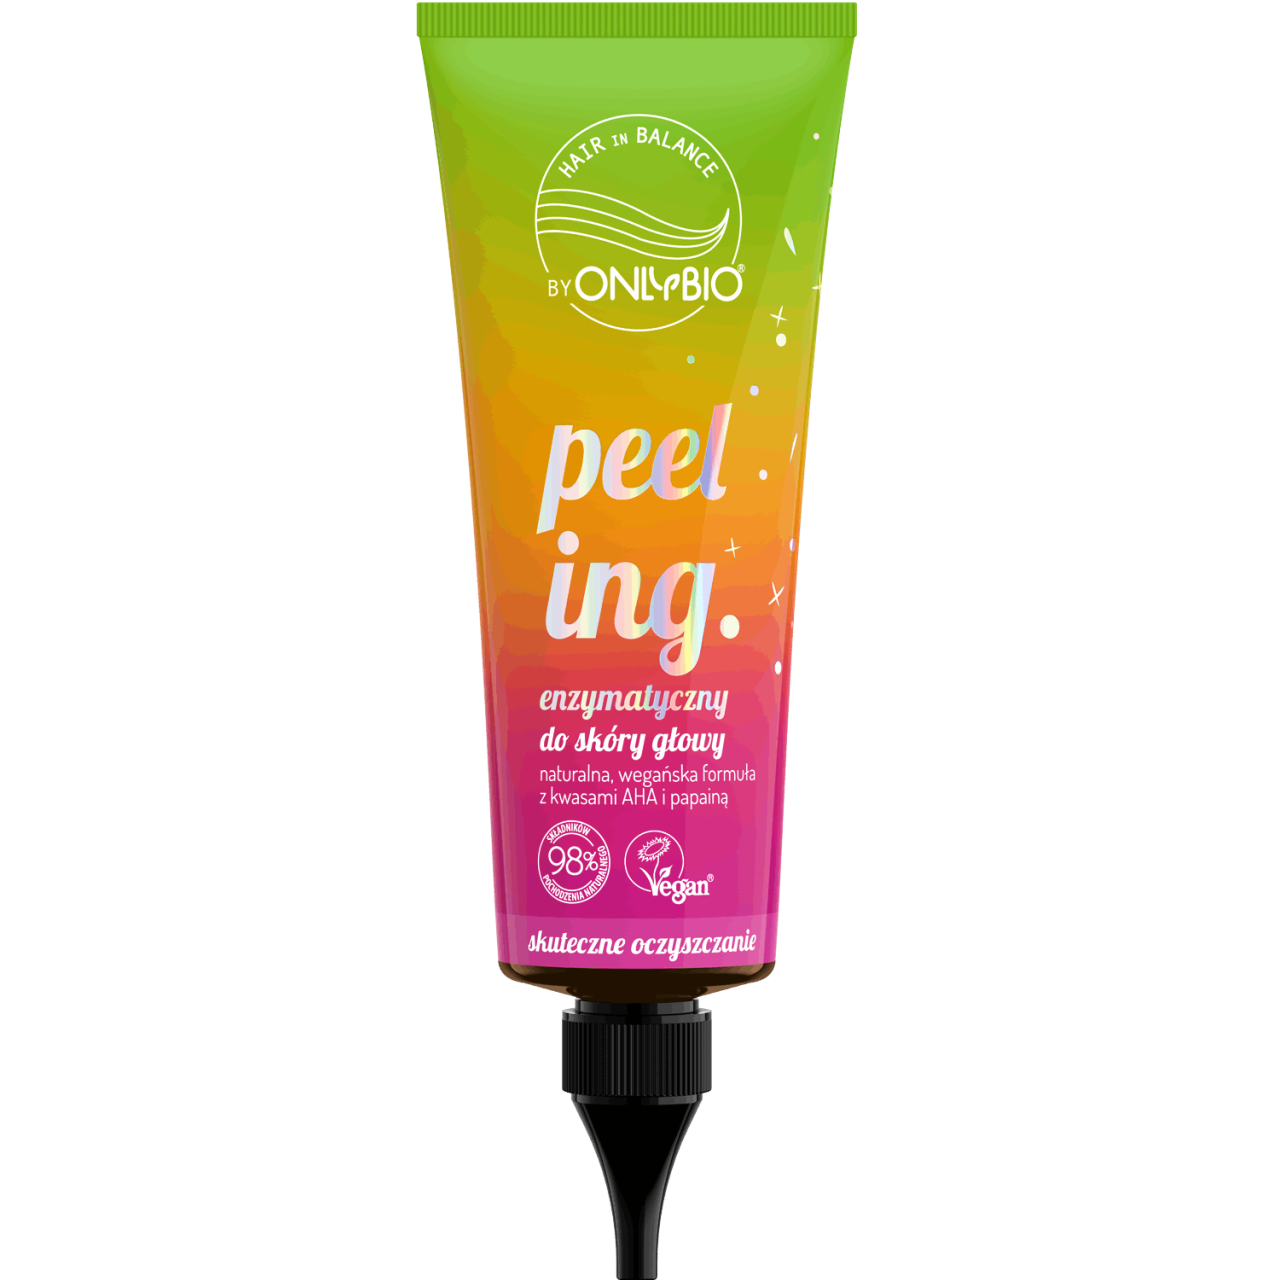 HAIR IN BALANCE
BY ONLYBIO®
peel
ing.
enzymatyczny
do skóry głowy
naturalna, wegańska formuła
z kwasami AHA i papainą
SKŁADNIKÓW
98%
POCHODZENIA NATURALNEGO
Vegan®
skuteczne oczyszczanie